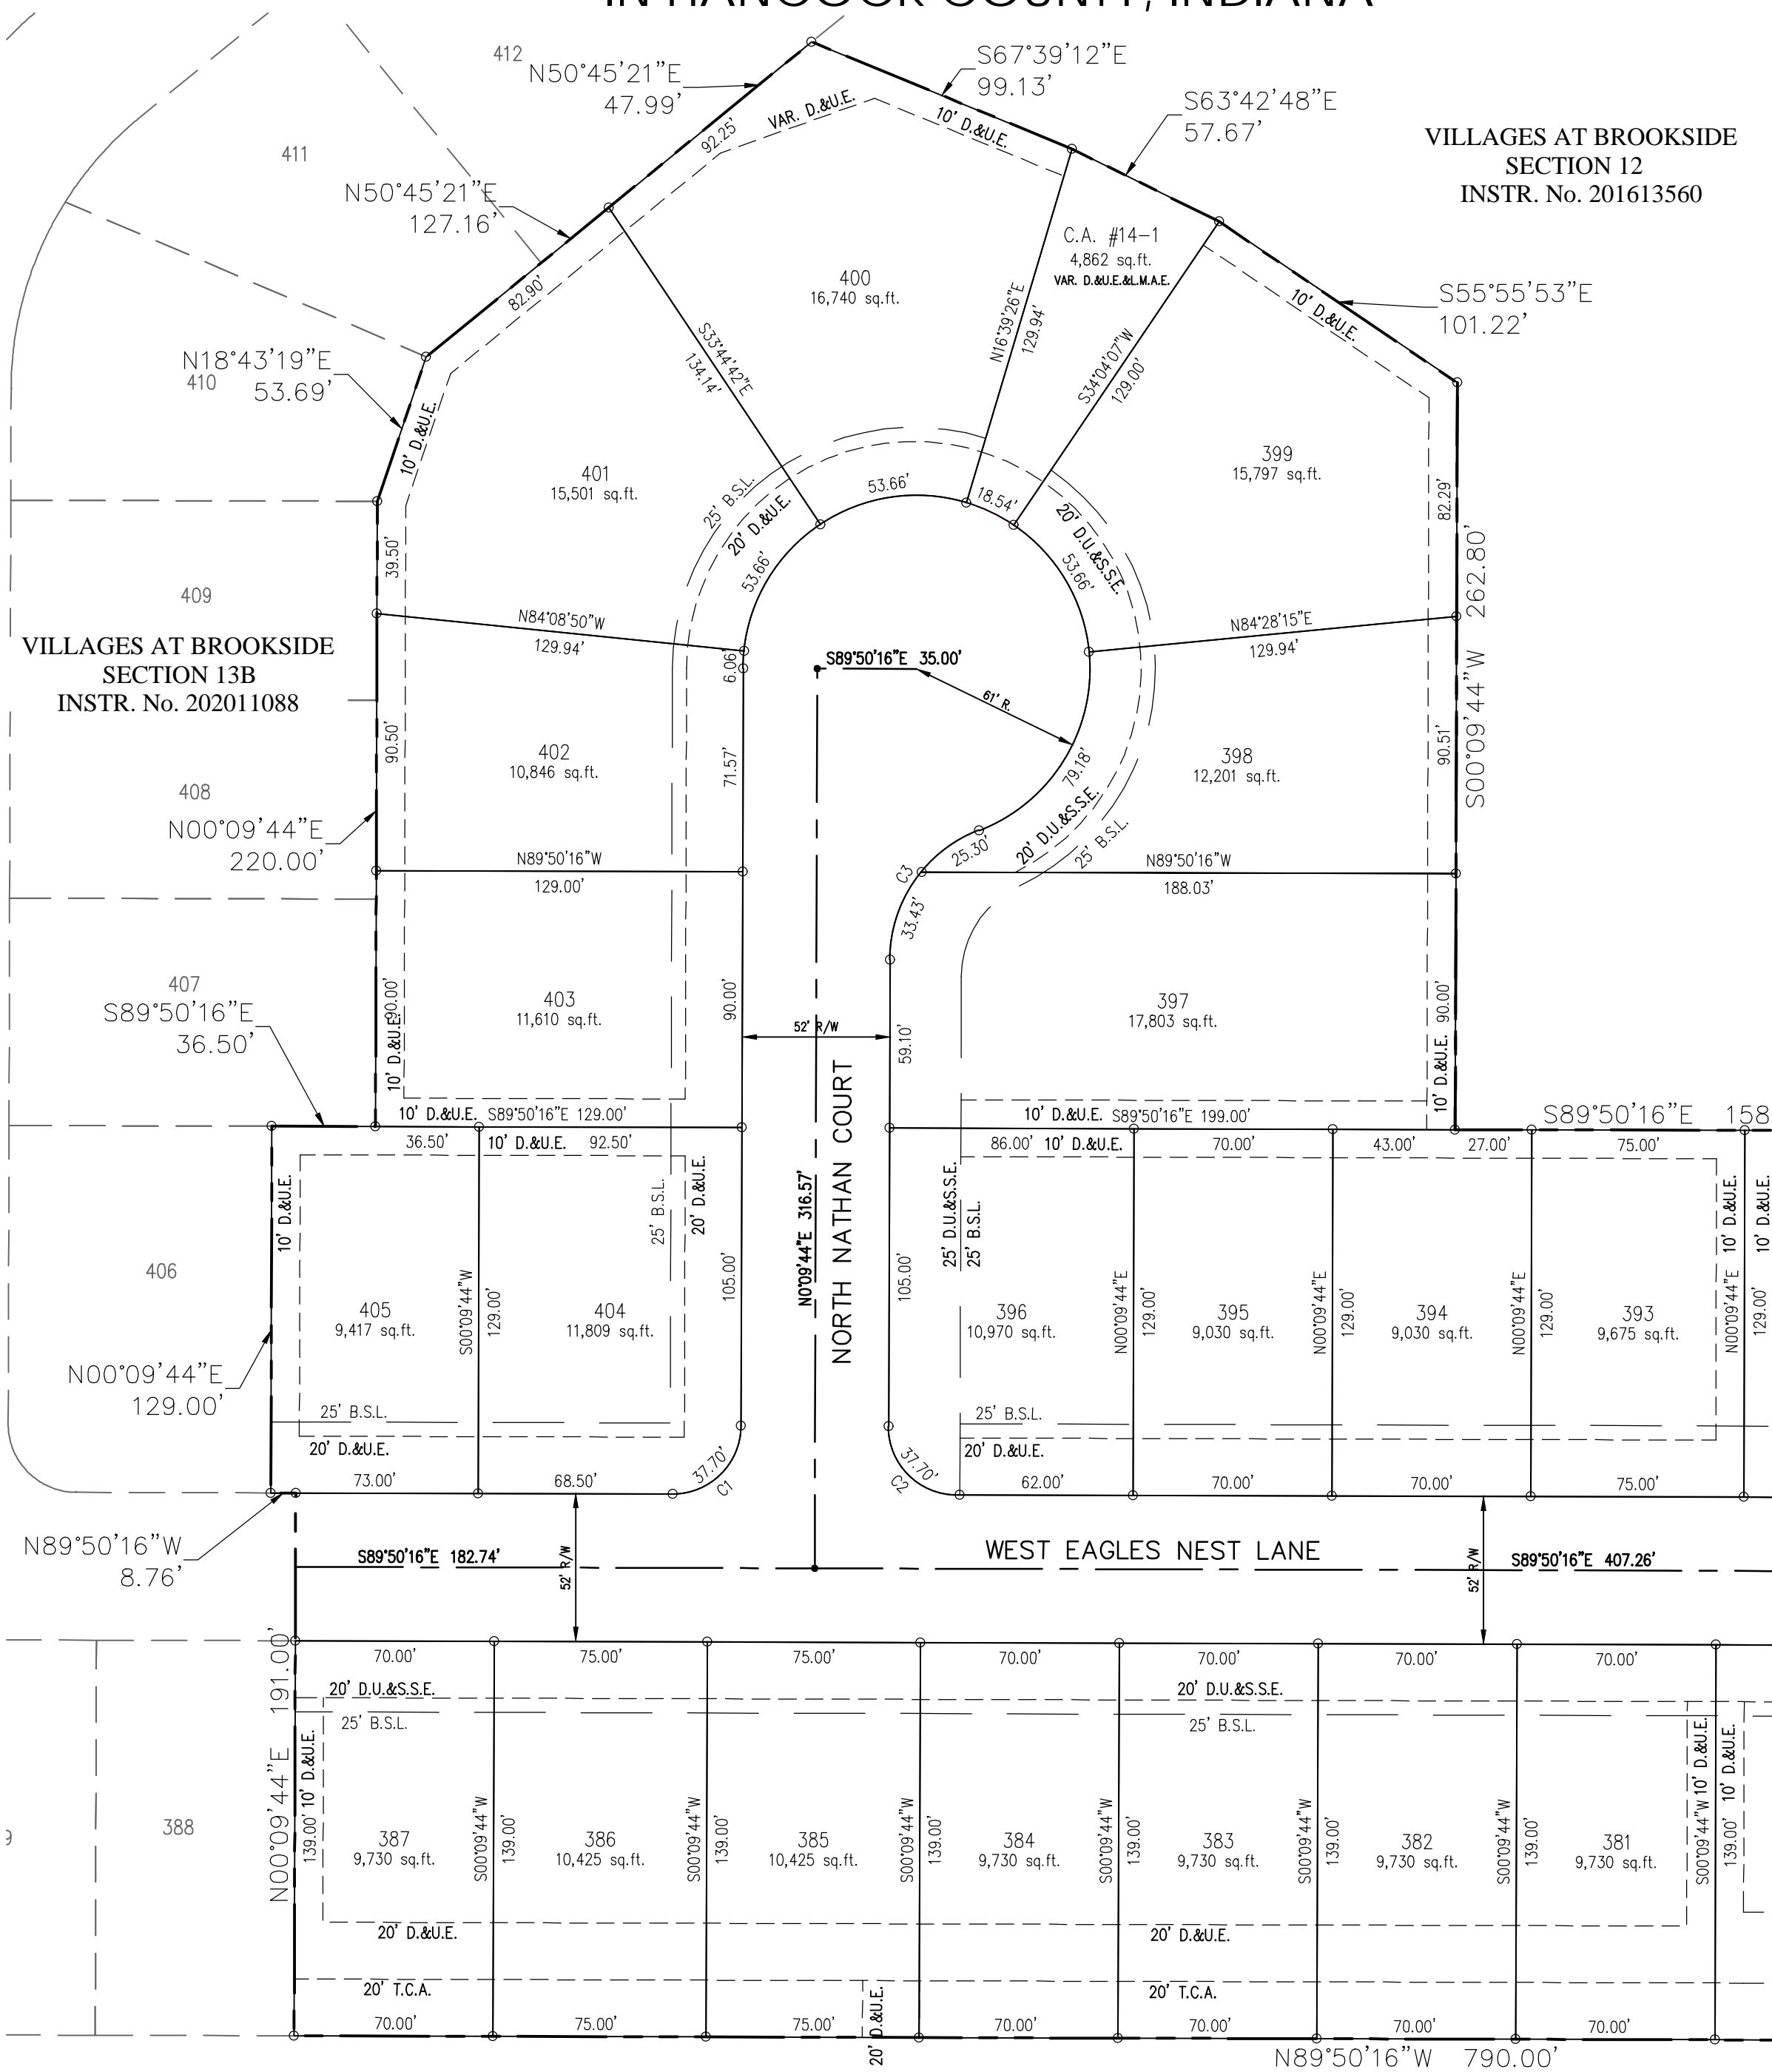 IN HANCOCK COUNTY, INDIANA
412
N50°45'21"E
47.99'
S67°39'12"E
99.13'
S63°42'48"E
57.67'
VILLAGES AT BROOKSIDE
SECTION 12
INSTR. No. 201613560
92.25'
VAR. D.&U.E.
10' D.&U.E.
411
N50°45'21"E
127.16'
82.90'
C.A. #14-1
4,862 sq.ft.
VAR. D.&U.E.&L.M.A.E.
400
16,740 sq.ft.
S55°55'53"E
101.22'
10' D.&U.E.
N16°39'26"E
129.94'
S34°04'07"W
129.00'
S33°44'42"E
134.14'
N18°43'19"E
53.69'
410
10' D.&U.E.
401
15,501 sq.ft.
399
15,797 sq.ft.
82.29'
25' B.S.L.
20' D.&U.E.
53.66'
53.66'
18.54'
20' D.U.&S.S.E.
53.66'
39.50'
409
S00°09'44"W 262.80'
VILLAGES AT BROOKSIDE
SECTION 13B
INSTR. No. 202011088
N84°08'50"W
129.94'
6.06'
S89°50'16"E 35.00'
61' R.
N84°28'15"E
129.94'
90.50'
402
10,846 sq.ft.
71.57'
79.18'
398
12,201 sq.ft.
90.51'
408
N00°09'44"E
220.00'
20' D.U.&S.S.E.
25' B.S.L.
N89°50'16"W
129.00'
C3
25.30'
33.43'
N89°50'16"W
188.03'
407
S89°50'16"E
36.50'
90.00'
10' D.&U.E.
403
11,610 sq.ft.
90.00'
52' R/W
59.10'
397
17,803 sq.ft.
10' D.&U.E. 90.00'
10' D.&U.E. S89°50'16"E 129.00'
10' D.&U.E. S89°50'16"E 199.00'
S89°50'16"E 158
36.50'
10' D.&U.E. 92.50'
86.00' 10' D.&U.E.
70.00'
43.00'
27.00'
75.00'
406
10' D.&U.E.
25' B.S.L.
20' D.&U.E.
N0°09'44"E 316.57'
NORTH NATHAN COURT
25' D.U.&S.S.E.
25' B.S.L.
10' D.&U.E.
10' D.&U.E.
405
9,417 sq.ft.
S00°09'44"W
129.00'
404
11,809 sq.ft.
105.00'
105.00'
396
10,970 sq.ft.
N00°09'44"E
129.00'
395
9,030 sq.ft.
N00°09'44"E
129.00'
394
9,030 sq.ft.
N00°09'44"E
129.00'
393
9,675 sq.ft.
N00°09'44"E
129.00'
N00°09'44"E
129.00'
25' B.S.L.
20' D.&U.E.
25' B.S.L.
20' D.&U.E.
73.00'
68.50'
37.70'
C1
37.70'
C2
62.00'
70.00'
70.00'
75.00'
N89°50'16"W
8.76'
S89°50'16"E 182.74'
52' R/W
WEST EAGLES NEST LANE
52' R/W
S89°50'16"E 407.26'
N00°09'44"E 191.00'
70.00'
75.00'
75.00'
70.00'
70.00'
70.00'
70.00'
20' D.U.&S.S.E.
20' D.U.&S.S.E.
25' B.S.L.
25' B.S.L.
9
388
139.00' 10' D.&U.E.
387
9,730 sq.ft.
S00°09'44"W
139.00'
386
10,425 sq.ft.
S00°09'44"W
139.00'
385
10,425 sq.ft.
S00°09'44"W
139.00'
384
9,730 sq.ft.
S00°09'44"W
139.00'
383
9,730 sq.ft.
S00°09'44"W
139.00'
382
9,730 sq.ft.
S00°09'44"W
139.00'
381
9,730 sq.ft.
S00°09'44"W 10' D.&U.E.
139.00' 10' D.&U.E.
20' D.&U.E.
20' D.&U.E.
20' T.C.A.
20' D.&U.E.
20' T.C.A.
70.00'
75.00'
75.00'
70.00'
70.00'
70.00'
70.00'
N89°50'16"W 790.00'